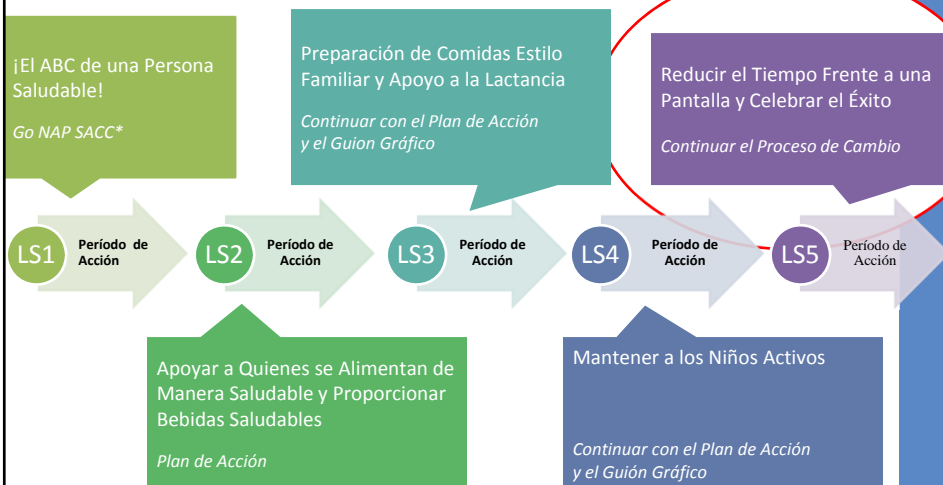 ¡El ABC de una Persona
Saludable!
Go NAP SACC*
Preparación de Comidas Estilo
Familiar y Apoyo a la Lactancia
Continuar con el Plan de Acción
y el Guion Gráfico
Reducir el Tiempo Frente a una
Pantalla y Celebrar el Éxito
Continuar el Proceso de Cambio
LS1
Período de
Acción
LS2
Período de
Acción
LS3
Período de
Acción
LS4
Período de
Acción
LS5
Período de
Acción
Apoyar a Quienes se Alimentan de
Manera Saludable y Proporcionar
Bebidas Saludables
Plan de Acción
Mantener a los Niños Activos
Continuar con el Plan de Acción
y el Guión Gráfico